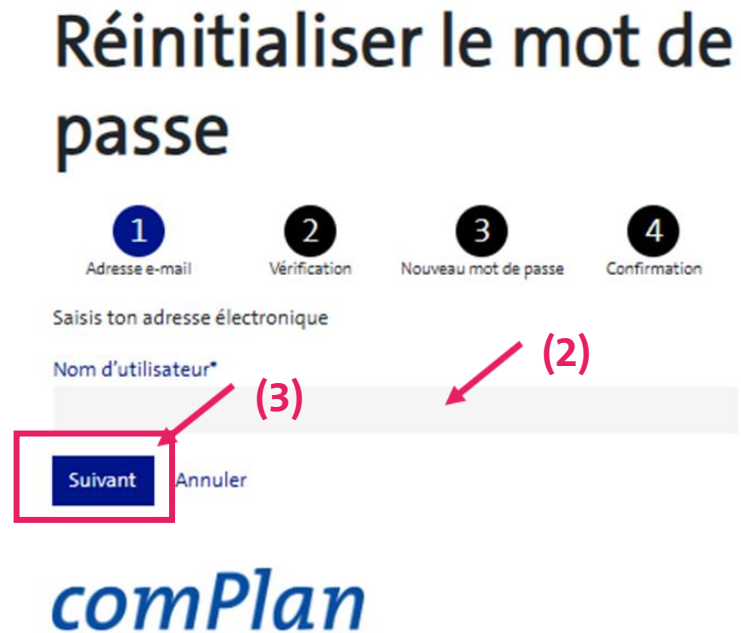 Réinitialiser le mot de
passe
1 2 3 4
Adresse e-mail Vérification Nouveau mot de passe Confirmation
Saisis ton adresse électronique
(2)
Nom d’utilisateur*
(3)
Suivant Annuler
comPlan